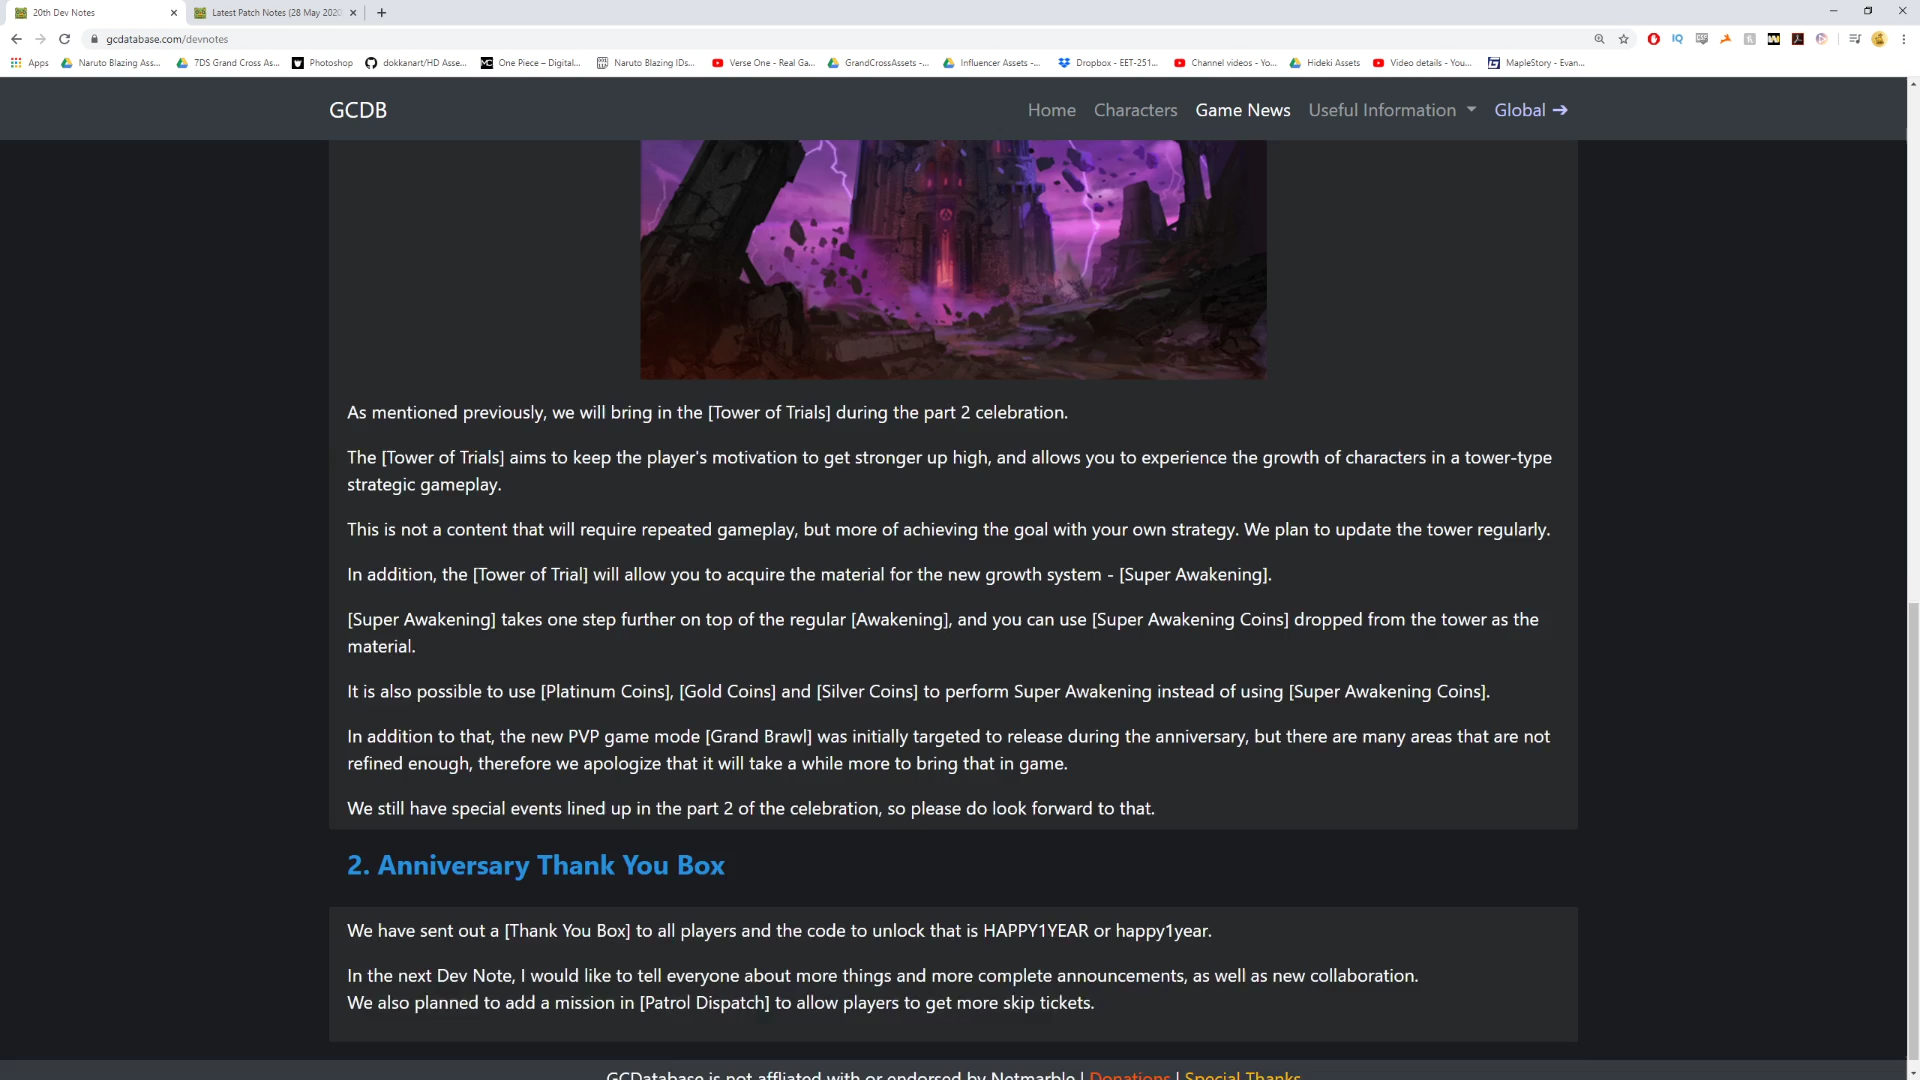 20th Dev Notes
Latest Patch Notes (28 May 2020
gcdatabase.com/devnotes
Apps
Naruto Blazing Ass...
7DS Grand Cross As...
Photoshop
dokkanart/HD Asse...
One Piece – Digital...
Naruto Blazing IDs...
Verse One - Real Ga...
GrandCrossAssets -...
Influencer Assets -...
Dropbox - EET-251...
Channel videos - Yo...
Hideki Assets
Video details - You...
MapleStory - Evan...
GCDB
Home
Characters
Game News
Useful Information
Global
As mentioned previously, we will bring in the [Tower of Trials] during the part 2 celebration.
The [Tower of Trials] aims to keep the player's motivation to get stronger up high, and allows you to experience the growth of characters in a tower-type
strategic gameplay.
This is not a content that will require repeated gameplay, but more of achieving the goal with your own strategy. We plan to update the tower regularly.
In addition, the [Tower of Trial] will allow you to acquire the material for the new growth system - [Super Awakening].
[Super Awakening] takes one step further on top of the regular [Awakening], and you can use [Super Awakening Coins] dropped from the tower as the
material.
It is also possible to use [Platinum Coins], [Gold Coins] and [Silver Coins] to perform Super Awakening instead of using [Super Awakening Coins].
In addition to that, the new PVP game mode [Grand Brawl] was initially targeted to release during the anniversary, but there are many areas that are not
refined enough, therefore we apologize that it will take a while more to bring that in game.
We still have special events lined up in the part 2 of the celebration, so please do look forward to that.
2. Anniversary Thank You Box
We have sent out a [Thank You Box] to all players and the code to unlock that is HAPPY1YEAR or happy1year.
In the next Dev Note, I would like to tell everyone about more things and more complete announcements, as well as new collaboration.
We also planned to add a mission in [Patrol Dispatch] to allow players to get more skip tickets.
GCDatabase is not affliated with or endorsed by Netmarble | Donations | Special Thanks